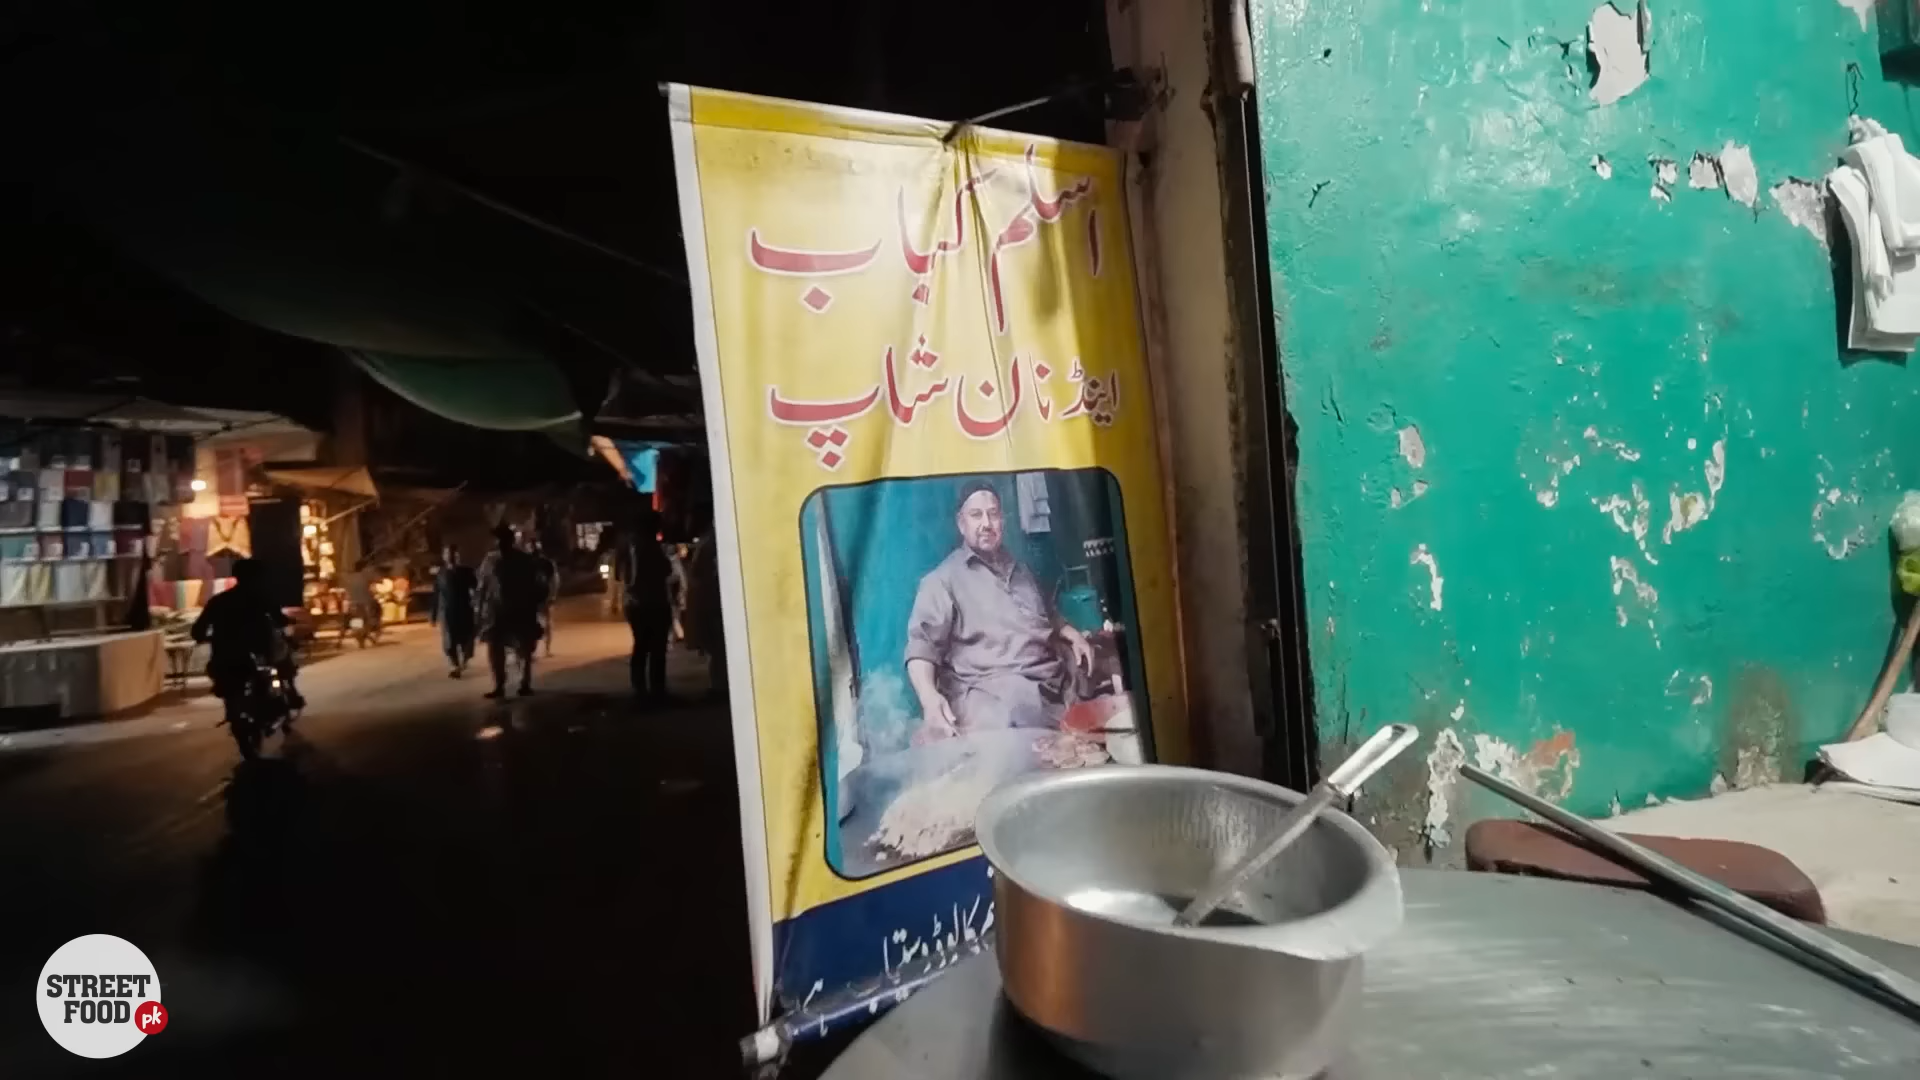 اسلم کباب
اینڈ نان شاپ
STREET
FOOD
pk